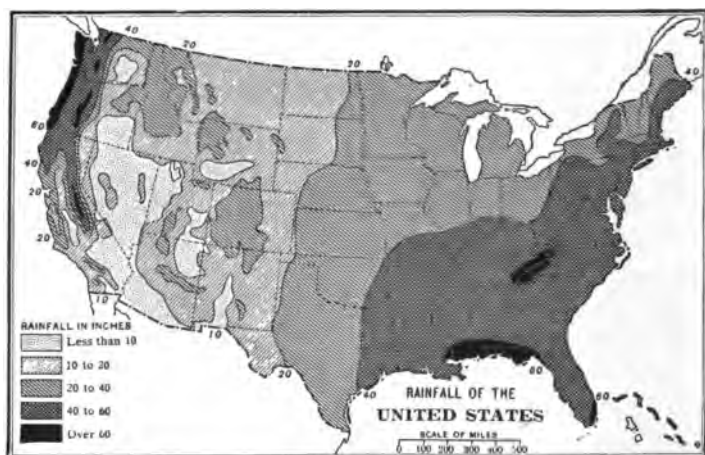 40
20
20
40
60
40
20
20
10
10
20
40
60
60
RAINFALL IN INCHES
Less than 10
10 to 20
20 to 40
40 to 60
Over 60
RAINFALL OF THE
UNITED STATES
SCALE OF MILES
0 100 200 300 400 500